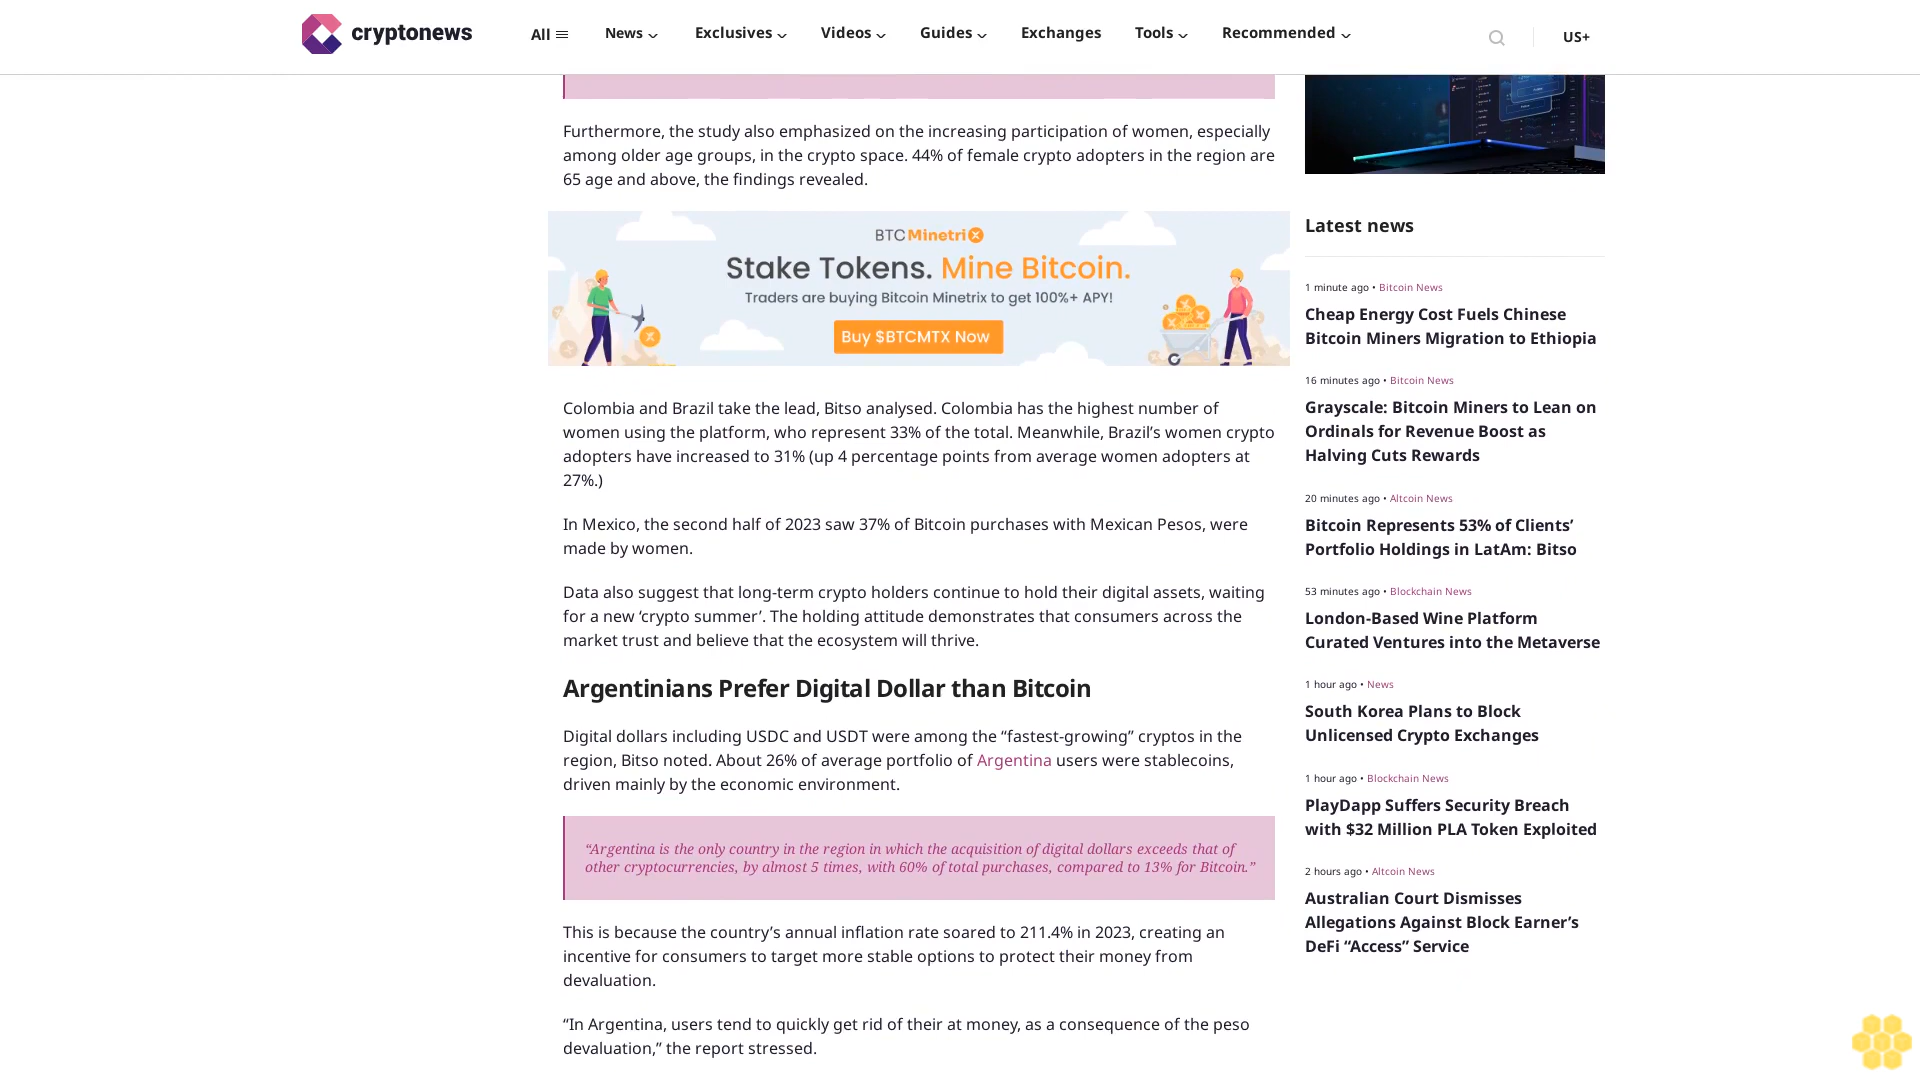 cryptonews
All
News
Exclusives
Videos
Guides
Exchanges
Tools
Recommended
US+
Furthermore, the study also emphasized on the increasing participation of women, especially
among older age groups, in the crypto space. 44% of female crypto adopters in the region are
65 age and above, the findings revealed.
BTC Minetrix
Stake Tokens. Mine Bitcoin.
Traders are buying Bitcoin Minetrix to get 100%+ APY!
Buy $BTCMTX Now
Colombia and Brazil take the lead, Bitso analysed. Colombia has the highest number of
women using the platform, who represent 33% of the total. Meanwhile, Brazil’s women crypto
adopters have increased to 31% (up 4 percentage points from average women adopters at
27%.)
In Mexico, the second half of 2023 saw 37% of Bitcoin purchases with Mexican Pesos, were
made by women.
Data also suggest that long-term crypto holders continue to hold their digital assets, waiting
for a new ‘crypto summer’. The holding attitude demonstrates that consumers across the
market trust and believe that the ecosystem will thrive.
Argentinians Prefer Digital Dollar than Bitcoin
Digital dollars including USDC and USDT were among the “fastest-growing” cryptos in the
region, Bitso noted. About 26% of average portfolio of Argentina users were stablecoins,
driven mainly by the economic environment.
“Argentina is the only country in the region in which the acquisition of digital dollars exceeds that of
other cryptocurrencies, by almost 5 times, with 60% of total purchases, compared to 13% for Bitcoin.”
This is because the country’s annual inflation rate soared to 211.4% in 2023, creating an
incentive for consumers to target more stable options to protect their money from
devaluation.
“In Argentina, users tend to quickly get rid of their at money, as a consequence of the peso
devaluation,” the report stressed.
Latest news
1 minute ago • Bitcoin News
Cheap Energy Cost Fuels Chinese
Bitcoin Miners Migration to Ethiopia
16 minutes ago • Bitcoin News
Grayscale: Bitcoin Miners to Lean on
Ordinals for Revenue Boost as
Halving Cuts Rewards
20 minutes ago • Altcoin News
Bitcoin Represents 53% of Clients’
Portfolio Holdings in LatAm: Bitso
53 minutes ago • Blockchain News
London-Based Wine Platform
Curated Ventures into the Metaverse
1 hour ago • News
South Korea Plans to Block
Unlicensed Crypto Exchanges
1 hour ago • Blockchain News
PlayDapp Suffers Security Breach
with $32 Million PLA Token Exploited
2 hours ago • Altcoin News
Australian Court Dismisses
Allegations Against Block Earner’s
DeFi “Access” Service